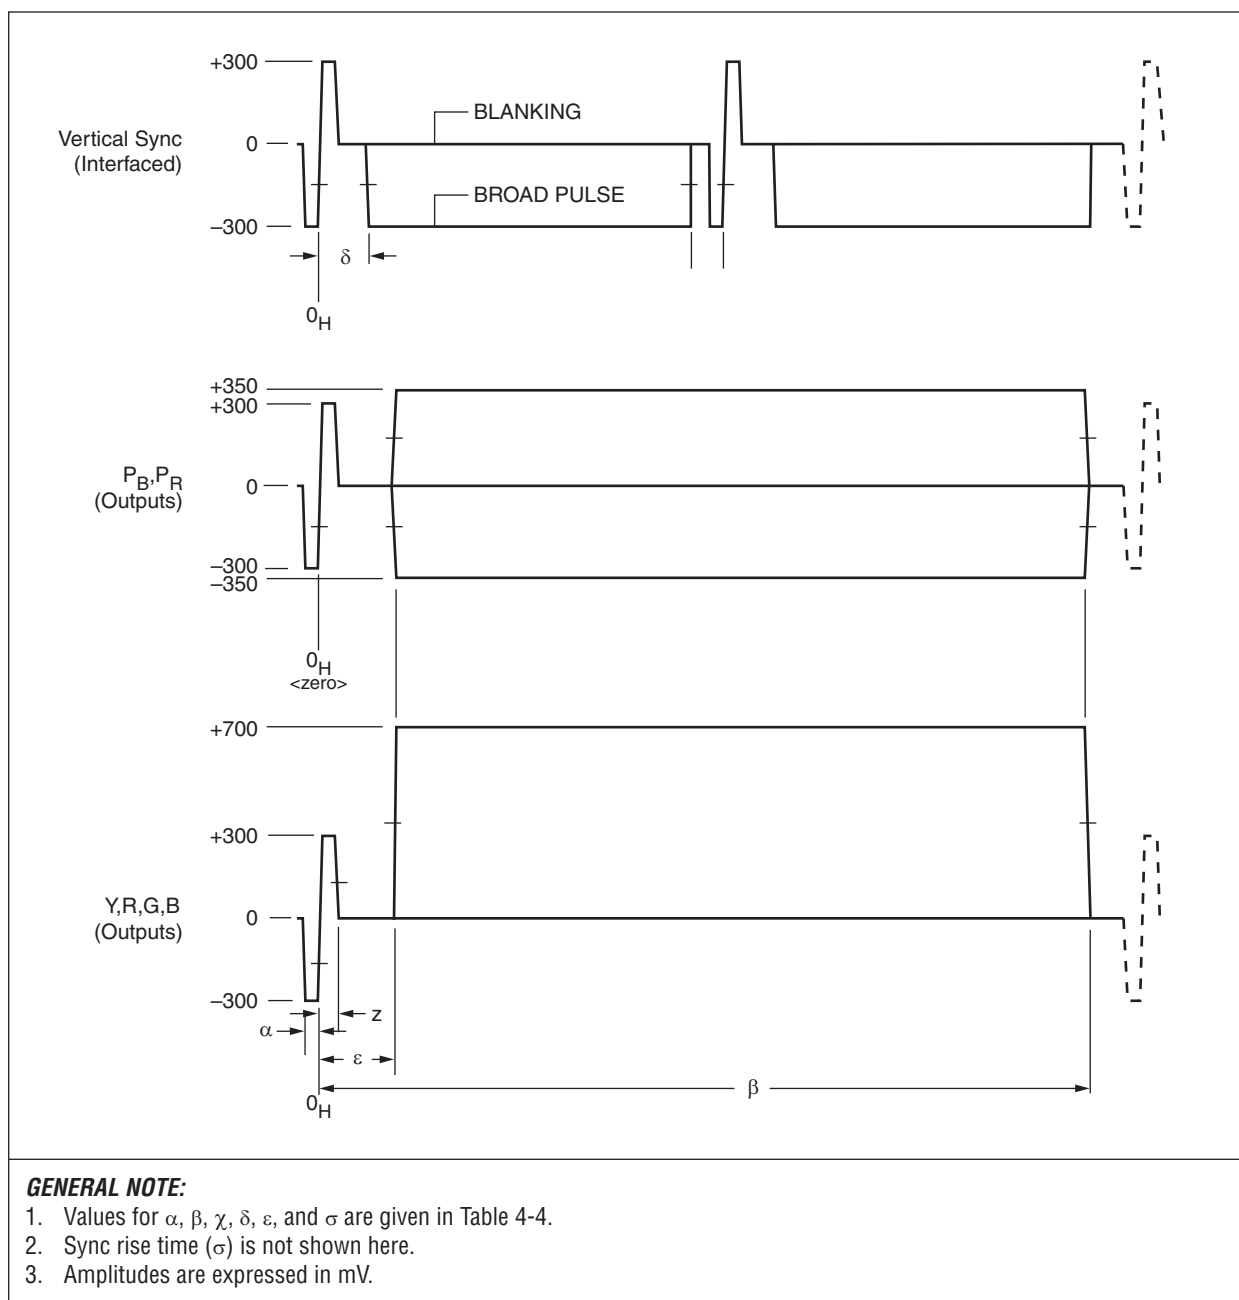 +300
BLANKING
Vertical Sync
(Interfaced)
0
BROAD PULSE
–300
δ
0H
+350
+300
PB,PR
(Outputs)
0
–300
–350
0H
<zero>
+700
+300
Y,R,G,B
(Outputs)
0
–300
z
α
ε
β
0H
GENERAL NOTE:
1. Values for α, β, χ, δ, ε, and σ are given in Table 4-4.
2. Sync rise time (σ) is not shown here.
3. Amplitudes are expressed in mV.